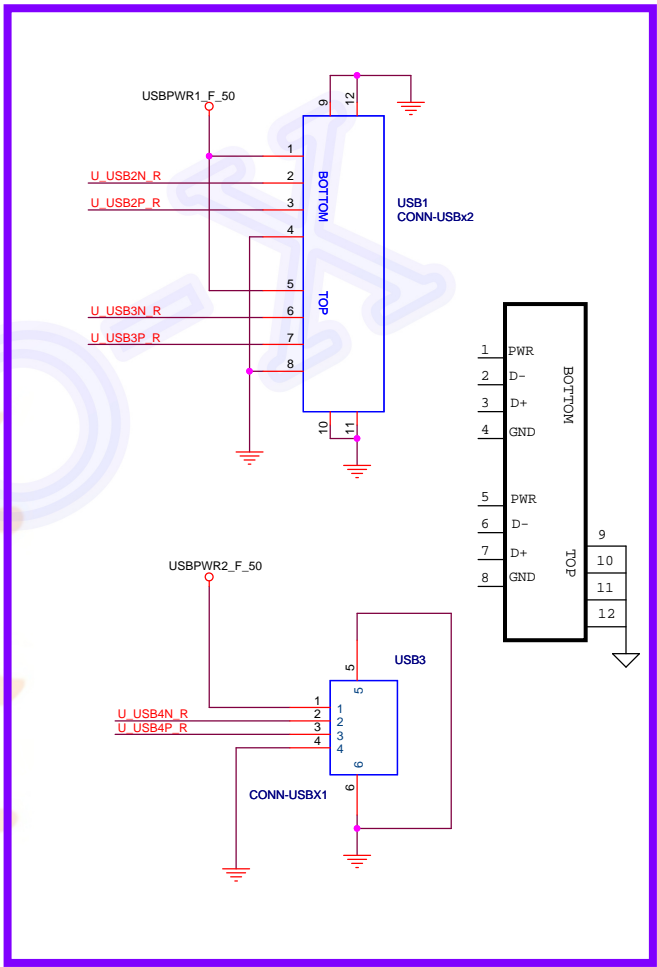 USBPWR1_F_50
9
12
1
U_USB2N_R
2
U_USB2P_R
3
4
BOTTOM
USB1
CONN-USBx2
5
TOP
U_USB3N_R
6
U_USB3P_R
7
8
10
11
1 PWR
2 D-
3 D+
4 GND
BOTTOM
5 PWR
6 D-
7 D+
8 GND
TOP
9
10
11
12
USBPWR2_F_50
USB3
5
5
1 1
U_USB4N_R 2 2
U_USB4P_R 3 3
4 4
6
6
CONN-USBX1